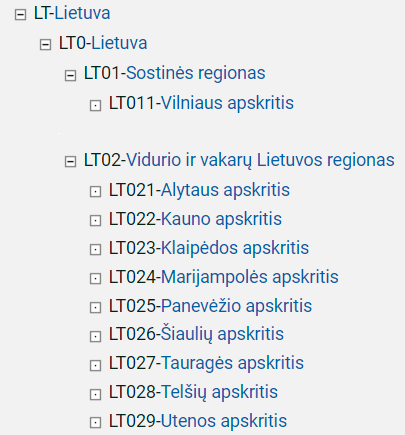 LT-Lietuva
LT0-Lietuva
LT01-Sostinės regionas
LT011-Vilniaus apskritis
LT02-Vidurio ir vakarų Lietuvos regionas
LT021-Alytaus apskritis
LT022-Kauno apskritis
LT023-Klaipėdos apskritis
LT024-Marijampolės apskritis
LT025-Panevėžio apskritis
LT026-Šiaulių apskritis
LT027-Tauragės apskritis
LT028-Telšių apskritis
LT029-Utenos apskritis